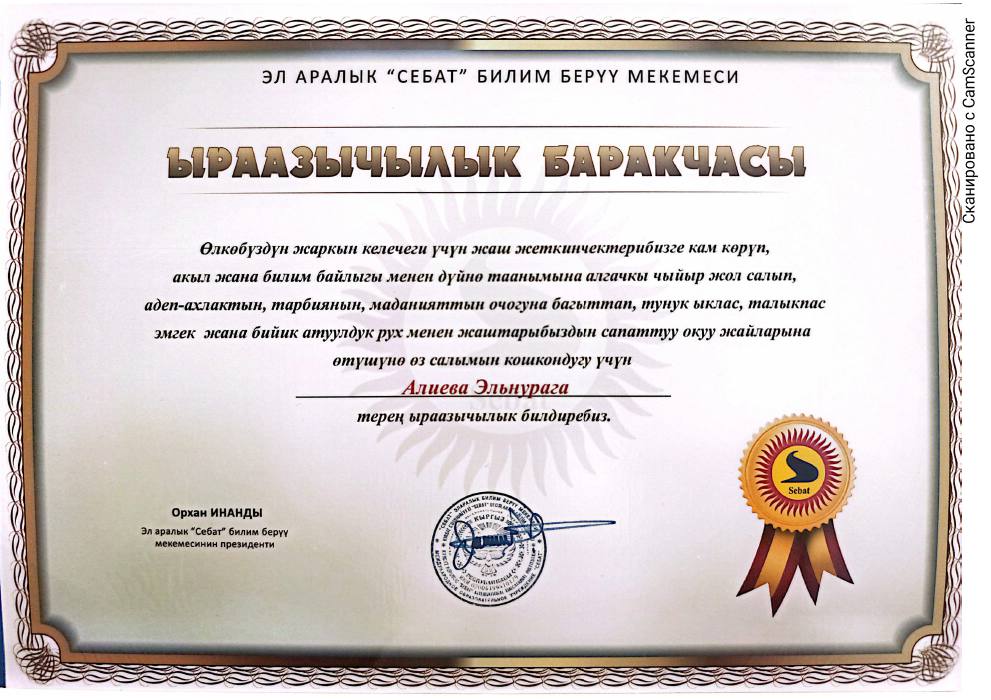 ЭЛ АРАЛЫК “СЕБАТ” БИЛИМ БЕРҮҮ МЕКЕМЕСИ
ЫРААЗЫЧЫЛЫК БАРАКЧАСЫ
Өлкөбүздүн жаркын келечеги үчүн жаш жеткинчектерибизге кам көрүп,
акыл жана билим байлыгы менен дүйнө таанымына алгачкы чыйыр жол салып,
адеп-ахлактын, тарбиянын, маданияттын очогуна багыттап, тунук ыклас, талыкпас
эмгек жана бийик атуулдук рух менен жаштарыбыздын сапаттуу окуу жайларына
өтүшүнө өз салымын кошкондугу үчүн
Алиева Эльнурага
терең ыраазычылык билдиребиз.
Sebat
Орхан ИНАНДЫ
Эл аралык “Себат” билим берүү
мекемесинин президенти
Sebat
Сканировано с CamScanner